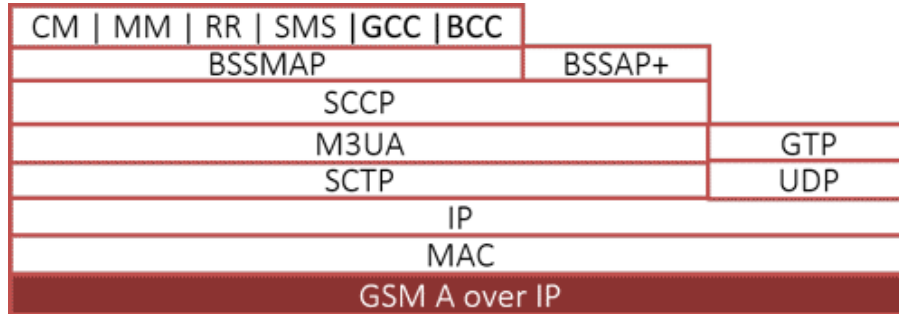 CM | MM | RR | SMS |GCC |BCC
BSSMAP BSSAP+
SCCP
M3UA GTP
SCTP UDP
IP
MAC
GSM A over IP